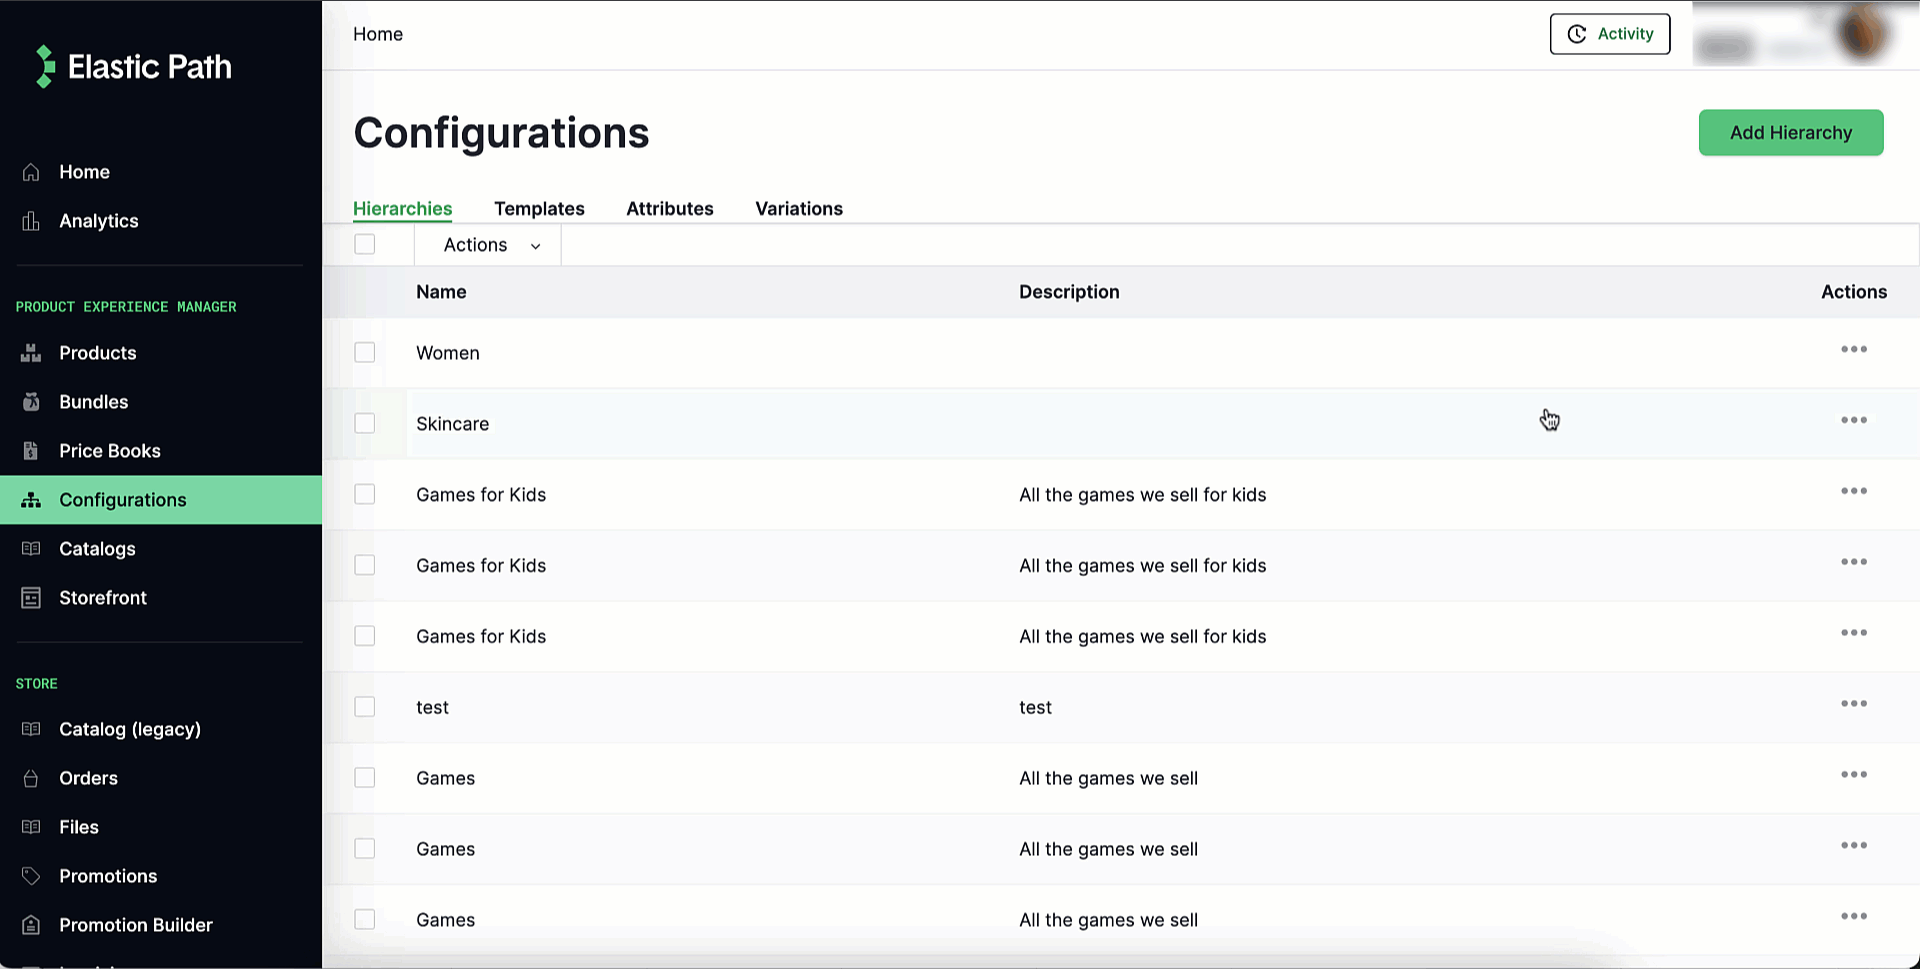 Elastic Path
Home
Analytics
PRODUCT EXPERIENCE MANAGER
Products
Bundles
Price Books
Configurations
Catalogs
Storefront
STORE
Catalog (legacy)
Orders
Files
Promotions
Promotion Builder
Home
Activity
Configurations
Add Hierarchy
Hierarchies Templates Attributes Variations
Actions
Name Description Actions
Women
Skincare
Games for Kids All the games we sell for kids
Games for Kids All the games we sell for kids
Games for Kids All the games we sell for kids
test test
Games All the games we sell
Games All the games we sell
Games All the games we sell